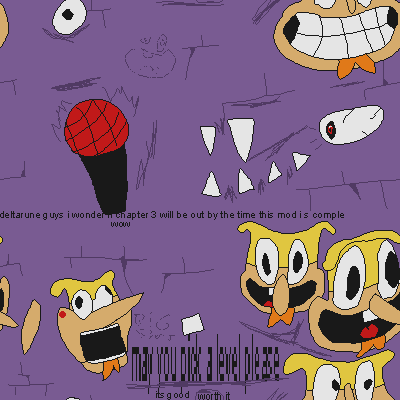 deltarune guys i wonder if chapter 3 will be out by the time this mod is comple
wow
BIG
may you pick a level please
its good worth it